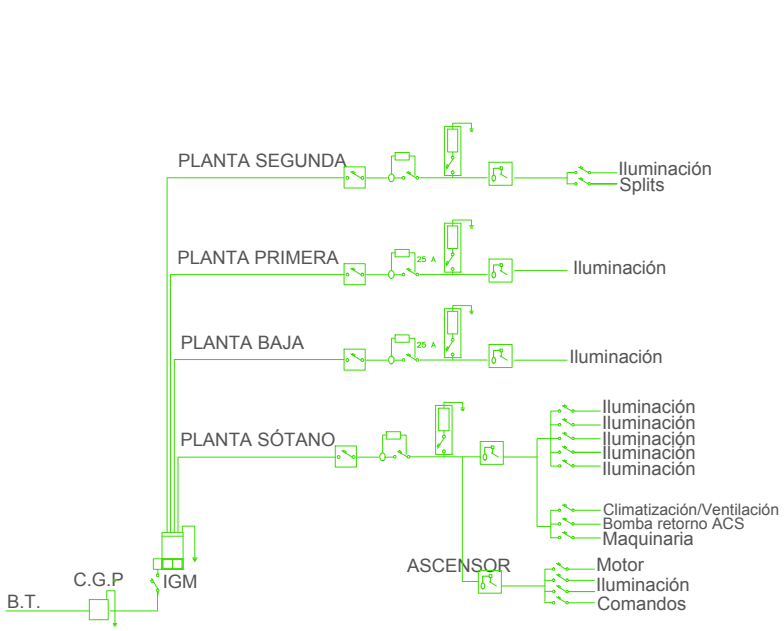 PLANTA SEGUNDA
Iluminación
Splits
PLANTA PRIMERA
25 A
Iluminación
PLANTA BAJA
25 A
Iluminación
PLANTA SÓTANO
Iluminación
Iluminación
Iluminación
Iluminación
Iluminación
Climatización/Ventilación
Bomba retorno ACS
Maquinaria
ASCENSOR
Motor
Iluminación
Comandos
C.G.P
IGM
B.T.